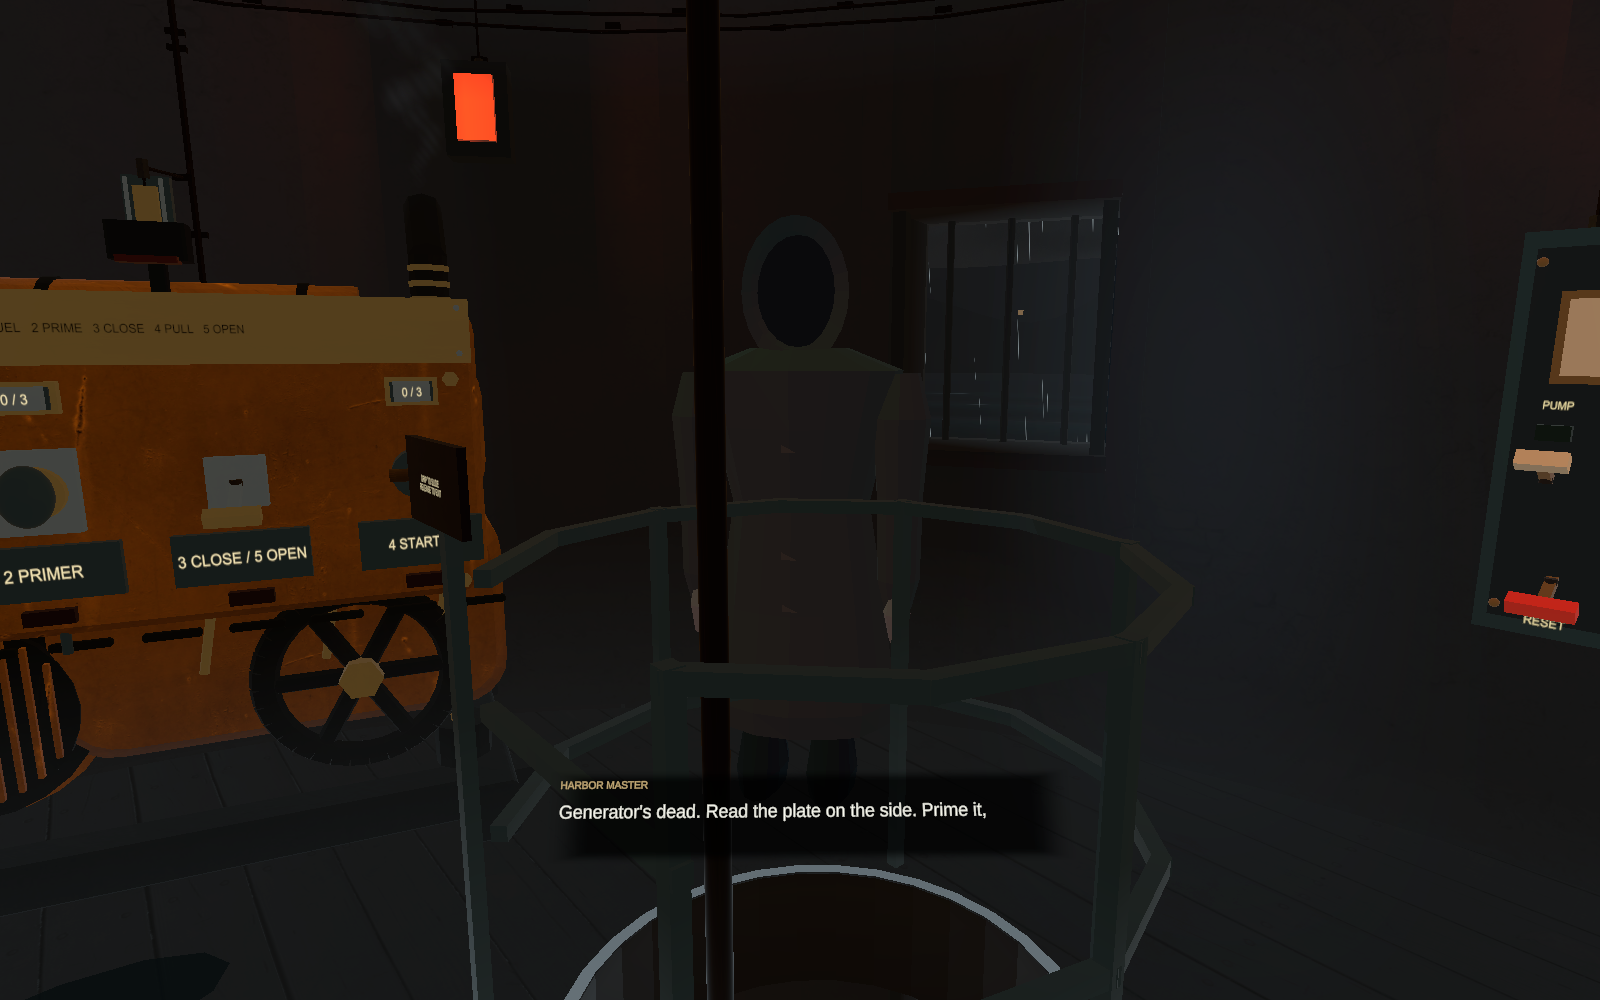 2 PRIME 3 CLOSE 4 PULL 5 OPEN
0 / 3
0 / 3
2 PRIMER
3 CLOSE / 5 OPEN
4 START
PUMP
RESET
HARBOR MASTER
Generator's dead. Read the plate on the side. Prime it,